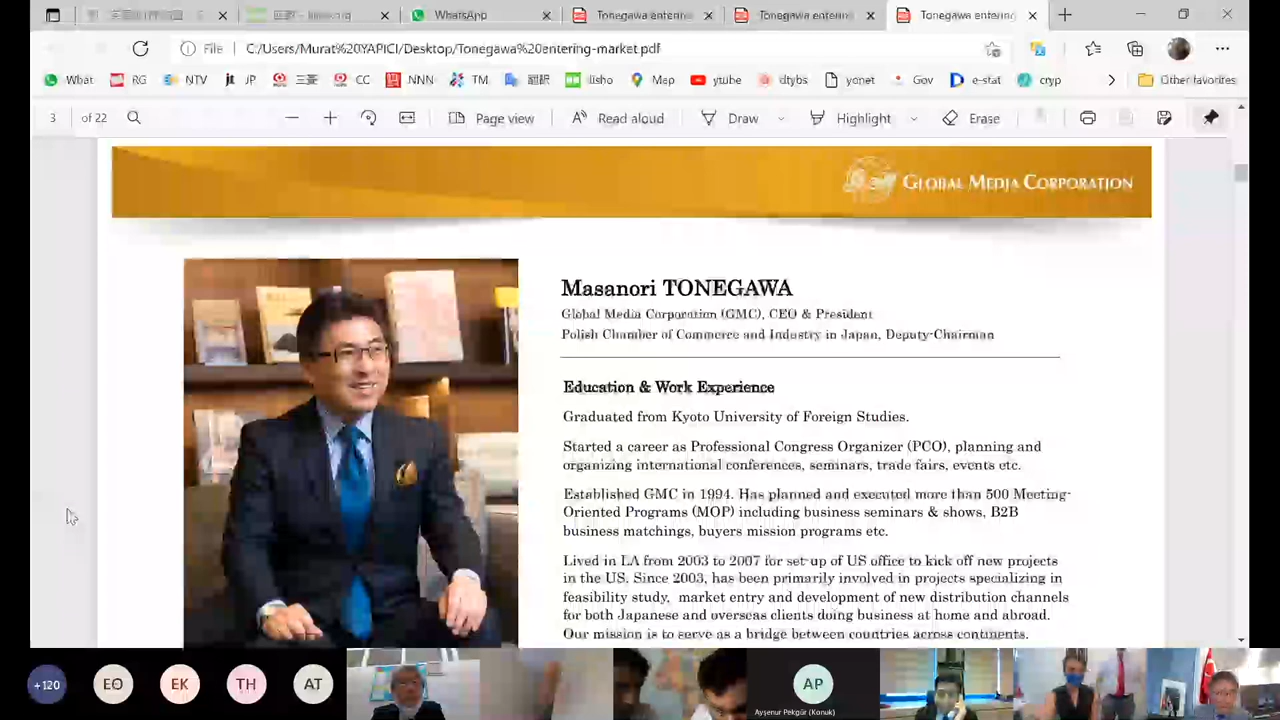 WhatsApp
Tonegawa entering
Tonegawa entering
Tonegawa entering
File
C:/Users/Murat%20YAPICI/Desktop/Tonegawa%20entering-market.pdf
Wbat
RG
NTV
JP
三菱
CC
NNN
TM
翻訳
lisho
Map
ytube
dtybs
yonet
Gov
e-stat
cryp
Other favorites
3 of 22
Page view
Read aloud
Draw
Highlight
Erase
GLOBAL MEDIA CORPORATION
Masanori TONEGAWA
Global Media Corporation (GMC), CEO & President
Polish Chamber of Commerce and Industry in Japan, Deputy-Chairman
Education & Work Experience
Graduated from Kyoto University of Foreign Studies.
Started a career as Professional Congress Organizer (PCO), planning and
organizing international conferences, seminars, trade fairs, events etc.
Established GMC in 1994. Has planned and executed more than 500 Meeting-
Oriented Programs (MOP) including business seminars & shows, B2B
business matchings, buyers mission programs etc.
Lived in LA from 2003 to 2007 for set-up of US office to kick off new projects
in the US. Since 2003, has been primarily involved in projects specializing in
feasibility study, market entry and development of new distribution channels
for both Japanese and overseas clients doing business at home and abroad.
Our mission is to serve as a bridge between countries across continents.
+120
EO
EK
TH
AT
AP
Ayşenur Pekgür (Konuk)